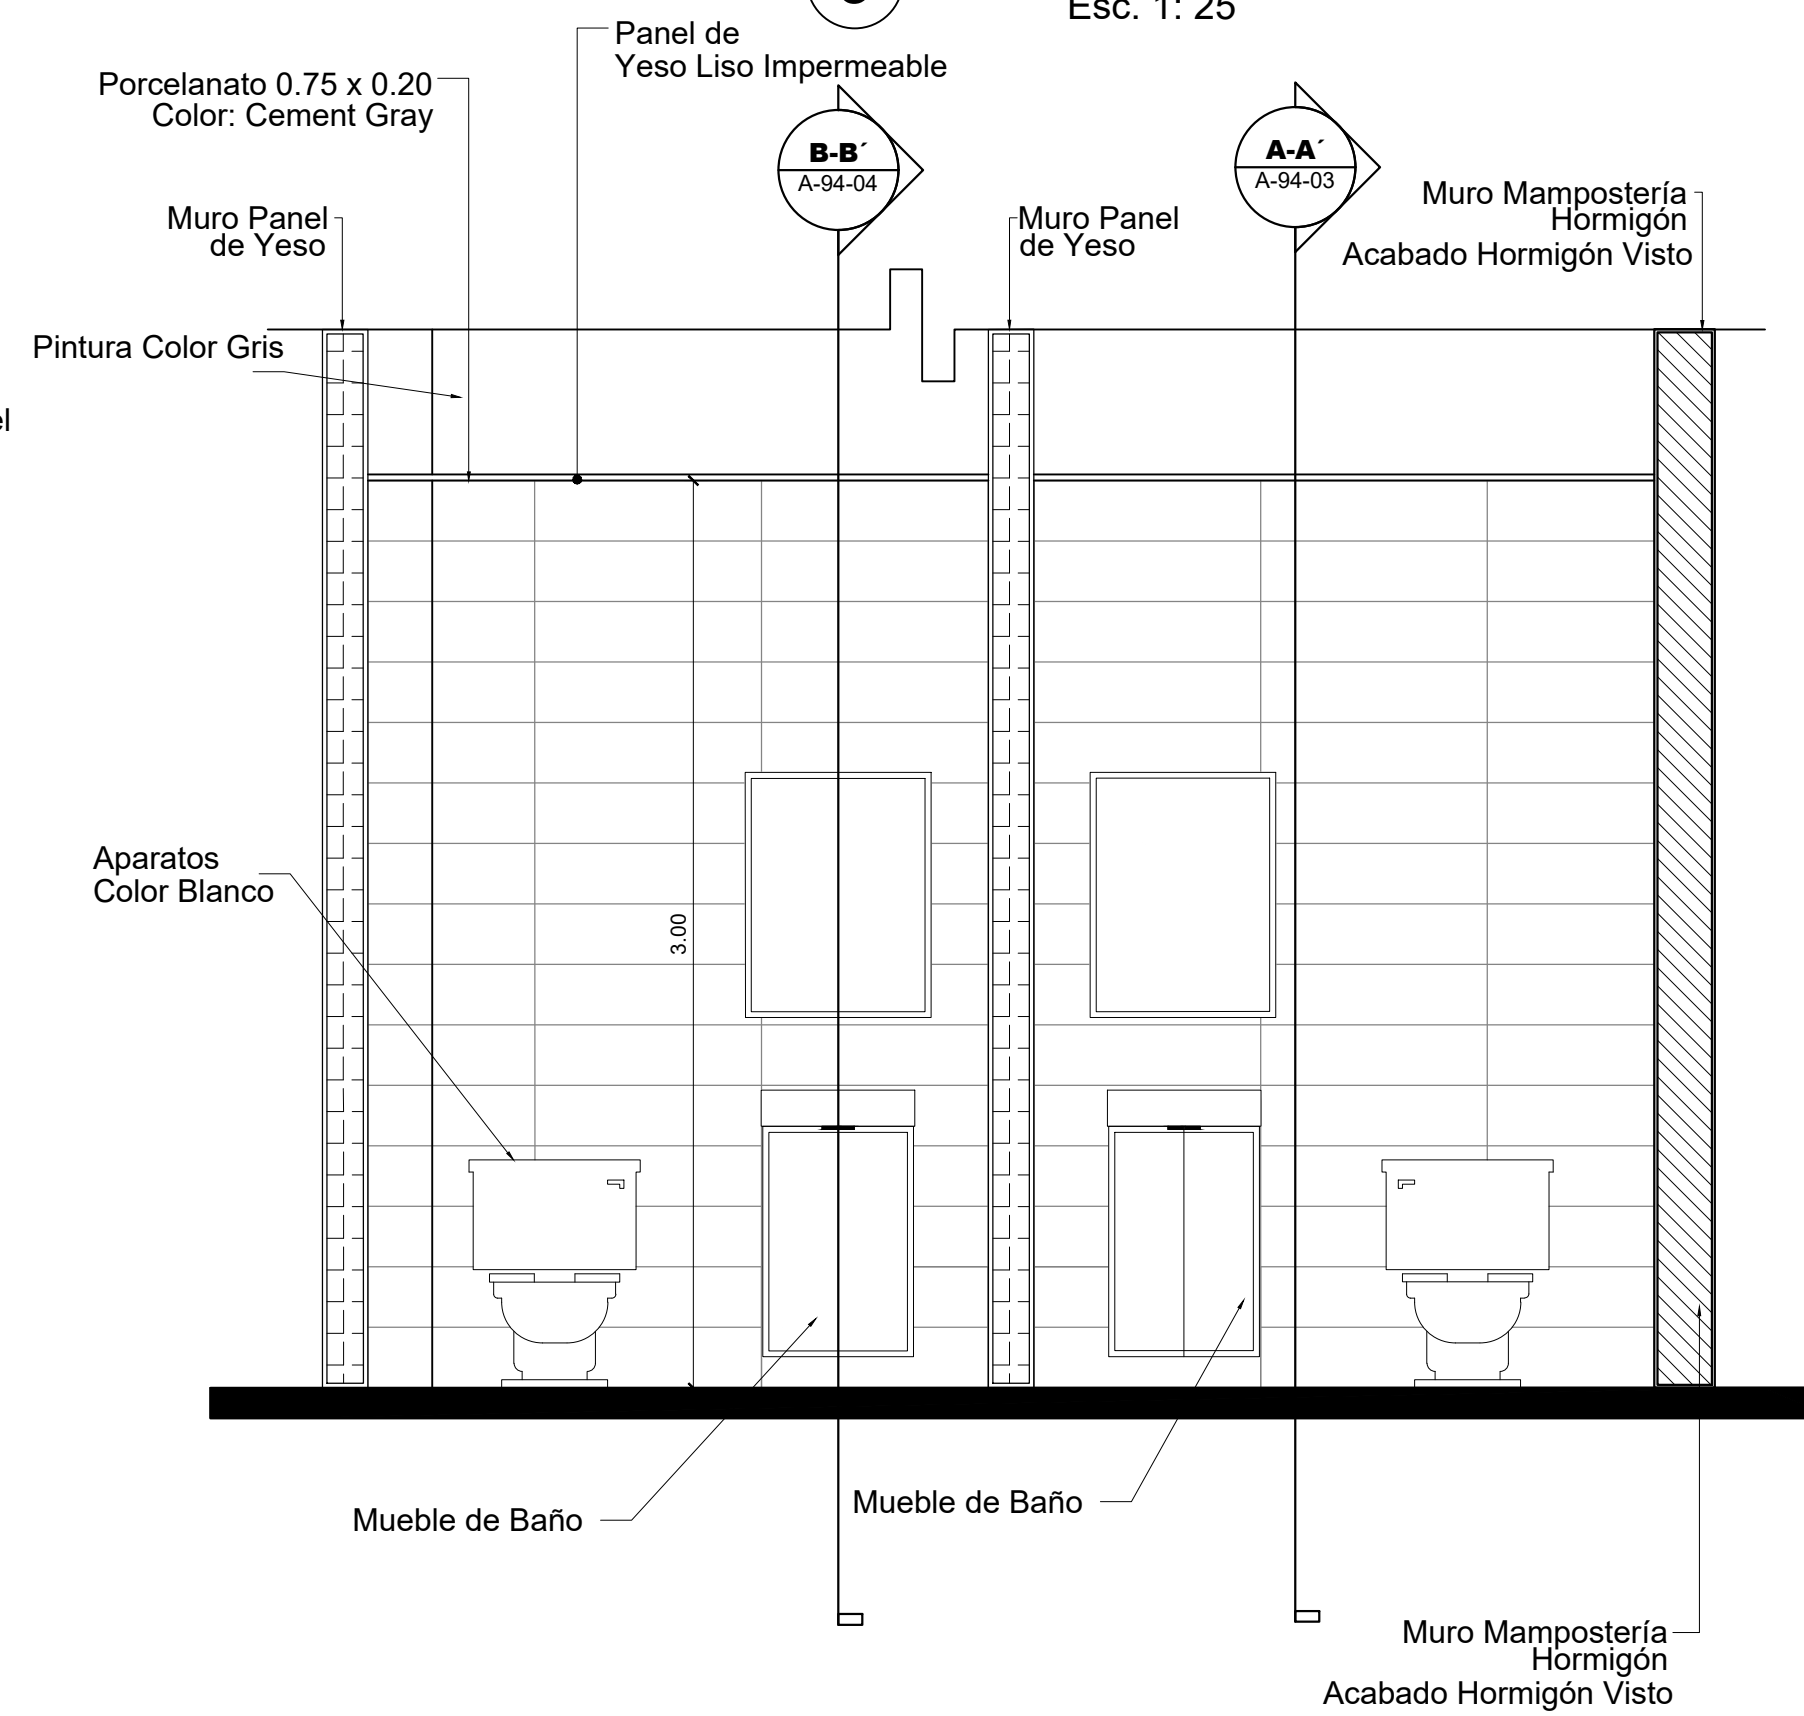 Esc. 1: 25
Panel de
Yeso Liso Impermeable
Porcelanato 0.75 x 0.20
Color: Cement Gray
B-B´
A-94-04
A-A´
A-94-03
Muro Mampostería
Hormigón
Acabado Hormigón Visto
Muro Panel
de Yeso
Muro Panel
de Yeso
Pintura Color Gris
el
Aparatos
Color Blanco
3.00
Mueble de Baño
Mueble de Baño
Muro Mampostería
Hormigón
Acabado Hormigón Visto